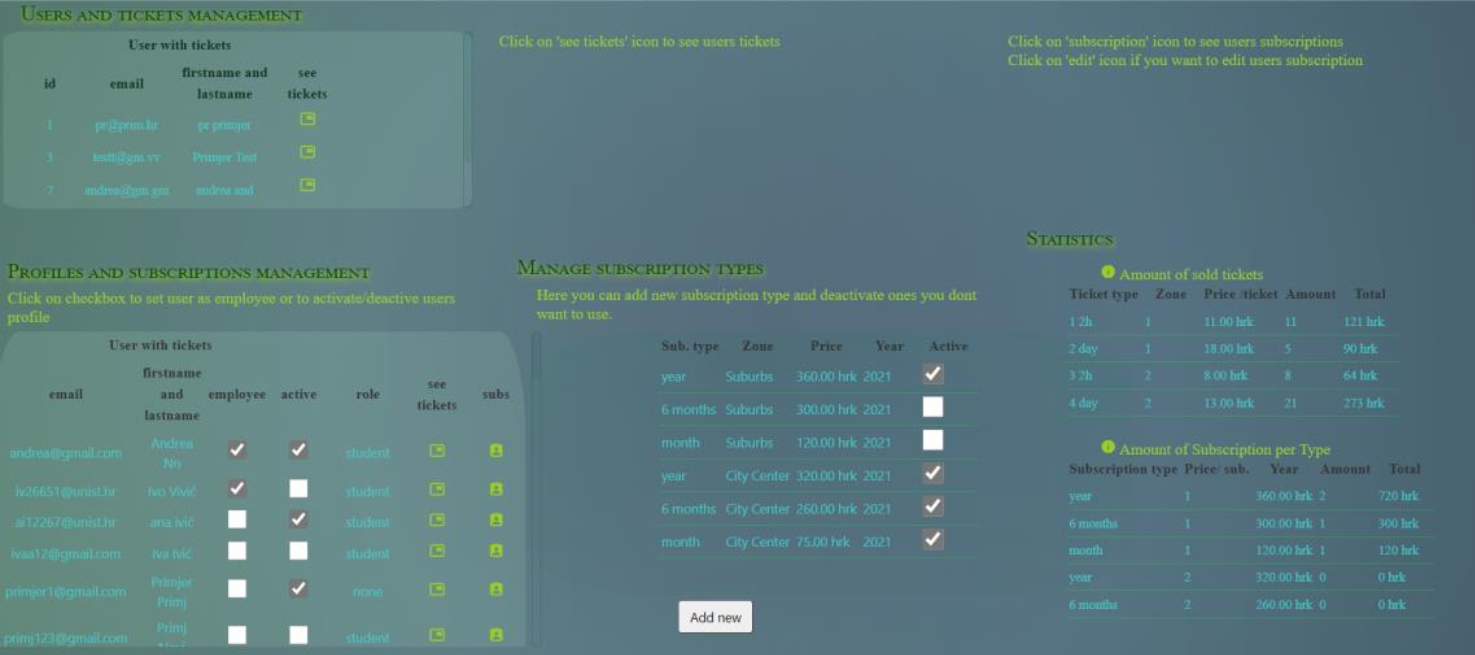 USERS AND TICKETS MANAGEMENT
User with tickets
id email firstname and lastname see tickets
1 pr@prim.hr pr primjer
3 testt@gm.vv Primjer Test
7 andrea@gm.gm andrea and
Click on 'see tickets' icon to see users tickets
Click on 'subscription' icon to see users subscriptions
Click on 'edit' icon if you want to edit users subscription
PROFILES AND SUBSCRIPTIONS MANAGEMENT
Click on checkbox to set user as employee or to activate/deactive users
profile
User with tickets
email firstname and lastname employee active role see tickets subs
andrea@gmail.com Andrea Nn student
iv26651@unist.hr Ivo Vivić student
ai12267@unist.hr ana ivić student
ivaa12@gmail.com Iva Ivić student
primjer1@gmail.com Primjer Primj none
primj123@gmail.com Primj student
MANAGE SUBSCRIPTION TYPES
Here you can add new subscription type and deactivate ones you dont
want to use.
Sub. type Zone Price Year Active
year Suburbs 360.00 hrk 2021
6 months Suburbs 300.00 hrk 2021
month Suburbs 120.00 hrk 2021
year City Center 320.00 hrk 2021
6 months City Center 260.00 hrk 2021
month City Center 75.00 hrk 2021
Add new
STATISTICS
Amount of sold tickets
Ticket type Zone Price /ticket Amount Total
1 2h 1 11.00 hrk 11 121 hrk
2 day 1 18.00 hrk 5 90 hrk
3 2h 2 8.00 hrk 8 64 hrk
4 day 2 13.00 hrk 21 273 hrk
Amount of Subscription per Type
Subscription type Price/ sub. Year Amount Total
year 1 360.00 hrk 2 720 hrk
6 months 1 300.00 hrk 1 300 hrk
month 1 120.00 hrk 1 120 hrk
year 2 320.00 hrk 0 0 hrk
6 months 2 260.00 hrk 0 0 hrk